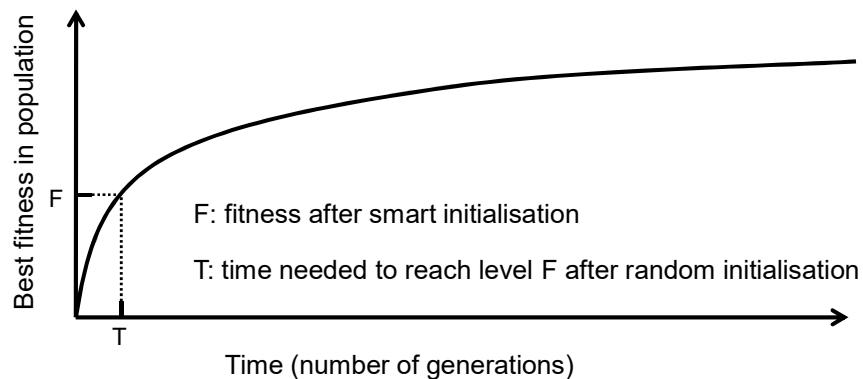 Best fitness in population
F
F: fitness after smart initialisation
T: time needed to reach level F after random initialisation
T
Time (number of generations)